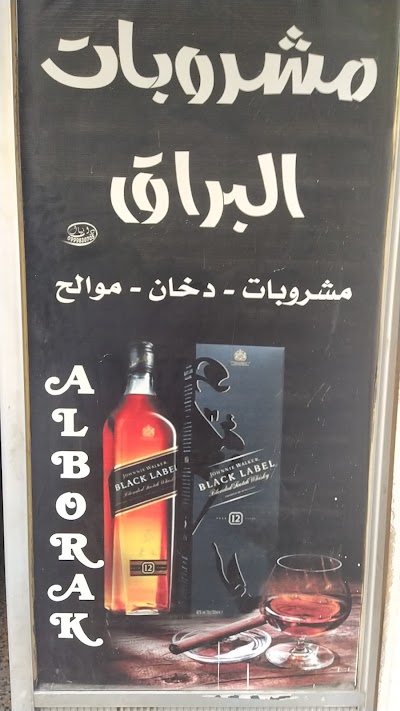 مشروبات
البراق
مشروبات - دخان - موالح
ALBORAK
JOHNNIE WALKER
BLACK LABEL
Blended Scotch Whisky
12
JOHNNIE WALKER
BLACK LABEL
Blended Scotch Whisky
12